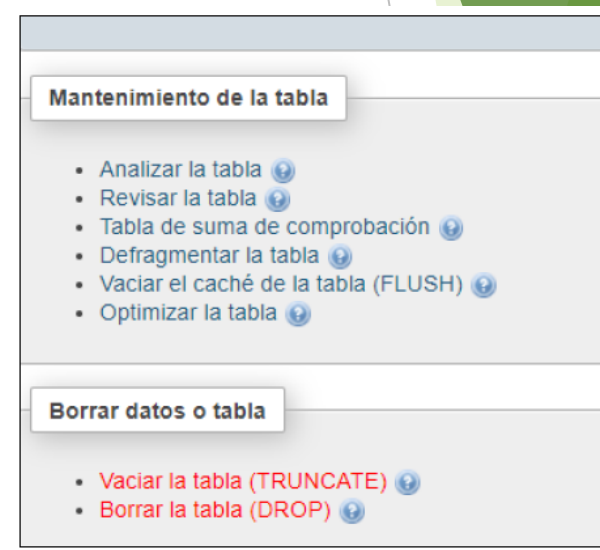 Mantenimiento de la tabla
Analizar la tabla
Revisar la tabla
Tabla de suma de comprobación
Defragmentar la tabla
Vaciar el caché de la tabla (FLUSH)
Optimizar la tabla
Borrar datos o tabla
Vaciar la tabla (TRUNCATE)
Borrar la tabla (DROP)